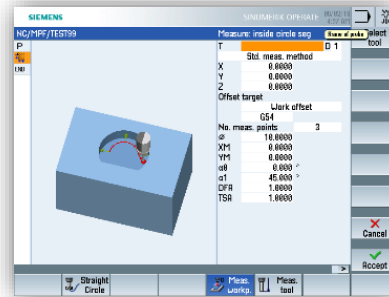 SIEMENS
SINUMERIK OPERATE
NC/MPF/TEST99
Measure: inside circle seg
Name of probe
Select tool
P
T D 1
Std. meas. method
X 0.0000
Y 0.0000
Z 0.0000
Offset target
Work offset
G54
No. meas. points 3
ø 10.0000
XM 0.0000
YM 0.0000
α0 0.000 °
α1 45.000 °
DFA 1.0000
TSA 1.0000
Cancel
Accept
>
Straight Circle
Meas. workp.
Meas. tool